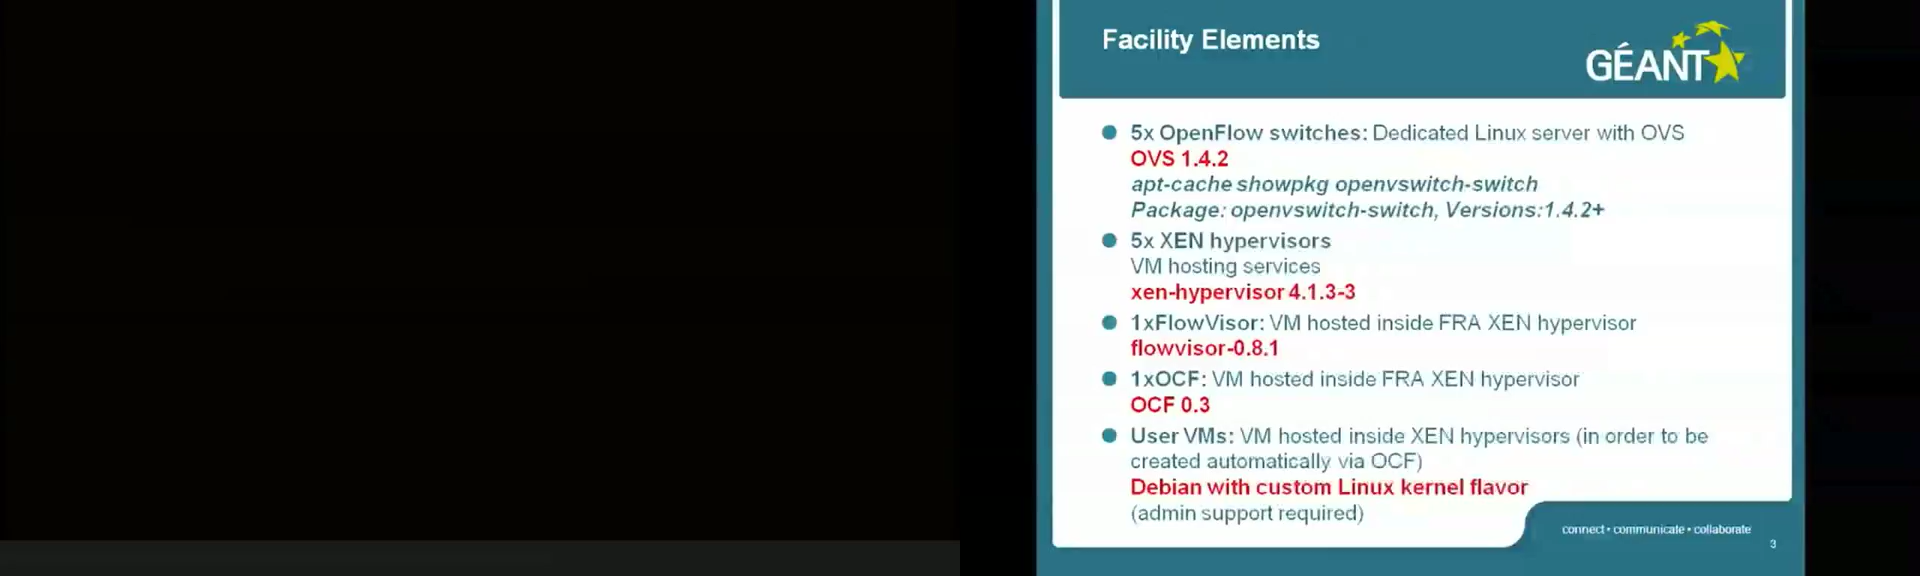 Facility Elements
GÉANT
5x OpenFlow switches: Dedicated Linux server with OVS
OVS 1.4.2
apt-cache showpkg openvswitch-switch
Package: openvswitch-switch, Versions:1.4.2+
5x XEN hypervisors
VM hosting services
xen-hypervisor 4.1.3-3
1xFlowVisor: VM hosted inside FRA XEN hypervisor
flowvisor-0.8.1
1xOCF: VM hosted inside FRA XEN hypervisor
OCF 0.3
User VMs: VM hosted inside XEN hypervisors (in order to be
created automatically via OCF)
Debian with custom Linux kernel flavor
(admin support required)
connect • communicate • collaborate
3